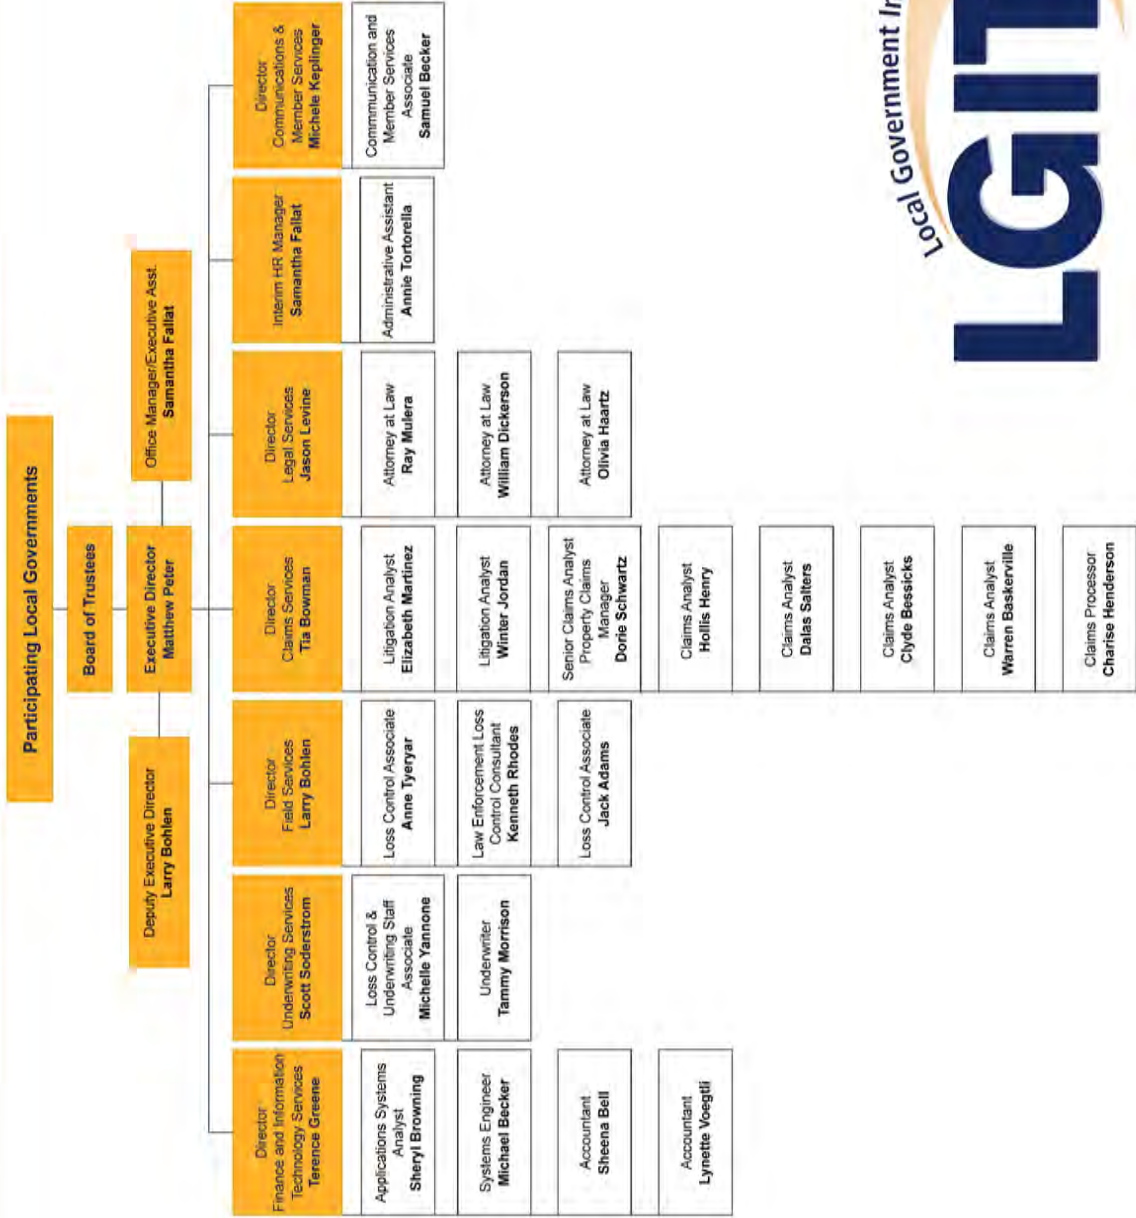 Participating Local Governments
Board of Trustees
Deputy Executive Director
Larry Bohlen
Executive Director
Matthew Peter
Office Manager/Executive Asst.
Samantha Fallat
Director
Finance and Information
Technology Services
Terence Greene
Applications Systems
Analyst
Sheryl Browning
Systems Engineer
Michael Becker
Accountant
Sheena Bell
Accountant
Lynette Voegtli
Director
Underwriting Services
Scott Soderstrom
Loss Control &
Underwriting Staff
Associate
Michelle Yannone
Underwriter
Tammy Morrison
Director
Field Services
Larry Bohlen
Loss Control Associate
Anne Tyeryar
Law Enforcement Loss
Control Consultant
Kenneth Rhodes
Loss Control Associate
Jack Adams
Director
Claims Services
Tia Bowman
Litigation Analyst
Elizabeth Martinez
Litigation Analyst
Winter Jordan
Senior Claims Analyst
Property Claims
Manager
Dorie Schwartz
Claims Analyst
Hollis Henry
Claims Analyst
Dalas Salters
Claims Analyst
Clyde Bessicks
Claims Analyst
Warren Baskerville
Claims Processor
Charise Henderson
Director
Legal Services
Jason Levine
Attorney at Law
Ray Mulera
Attorney at Law
William Dickerson
Attorney at Law
Olivia Haartz
Interim HR Manager
Samantha Fallat
Administrative Assistant
Annie Tortorella
Director
Communications &
Member Services
Michele Keplinger
Commmunication and
Member Services
Associate
Samuel Becker
Local Government
LGIT